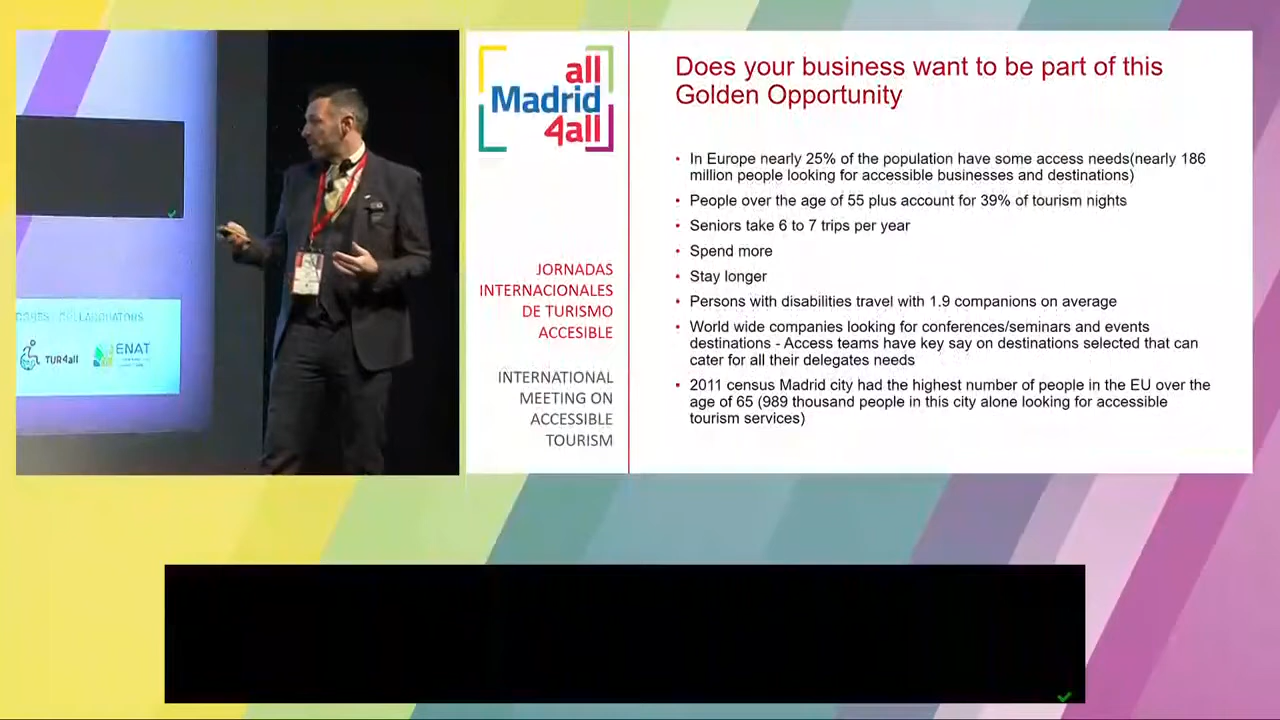 TUR4all
ENAT
all
Madrid
4all
JORNADAS
INTERNACIONALES
DE TURISMO
ACCESIBLE
INTERNATIONAL
MEETING ON
ACCESSIBLE
TOURISM
Does your business want to be part of this
Golden Opportunity
• In Europe nearly 25% of the population have some access needs(nearly 186
million people looking for accessible businesses and destinations)
• People over the age of 55 plus account for 39% of tourism nights
• Seniors take 6 to 7 trips per year
• Spend more
• Stay longer
• Persons with disabilities travel with 1.9 companions on average
• World wide companies looking for conferences/seminars and events
destinations - Access teams have key say on destinations selected that can
cater for all their delegates needs
• 2011 census Madrid city had the highest number of people in the EU over the
age of 65 (989 thousand people in this city alone looking for accessible
tourism services)